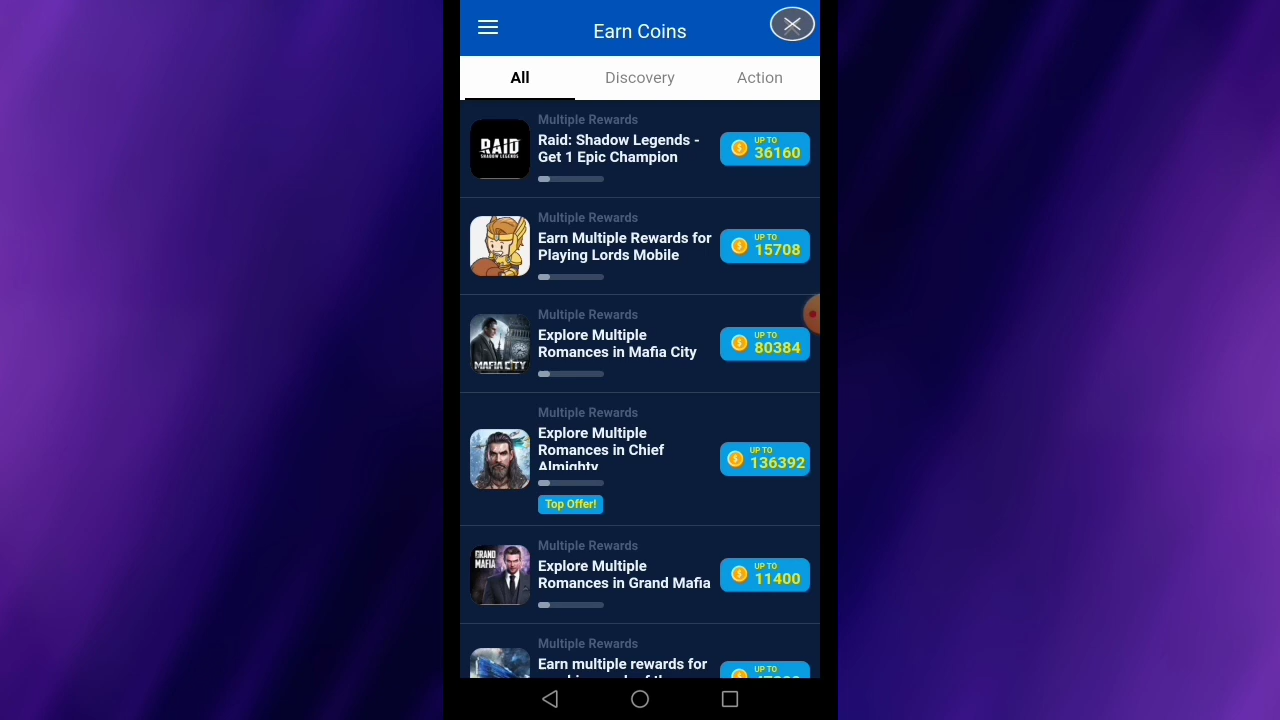 Earn Coins
All
Discovery
Action
Multiple Rewards
RAID
SHADOW LEGENDS
Raid: Shadow Legends -
Get 1 Epic Champion
UP TO
36160
Multiple Rewards
Earn Multiple Rewards for
Playing Lords Mobile
UP TO
15708
Multiple Rewards
MAFIA CITY
Explore Multiple
Romances in Mafia City
UP TO
80384
Multiple Rewards
Explore Multiple
Romances in Chief
Almighty
UP TO
136392
Top Offer!
Multiple Rewards
GRAND
MAFIA
Explore Multiple
Romances in Grand Mafia
UP TO
11400
Multiple Rewards
Earn multiple rewards for
UP TO